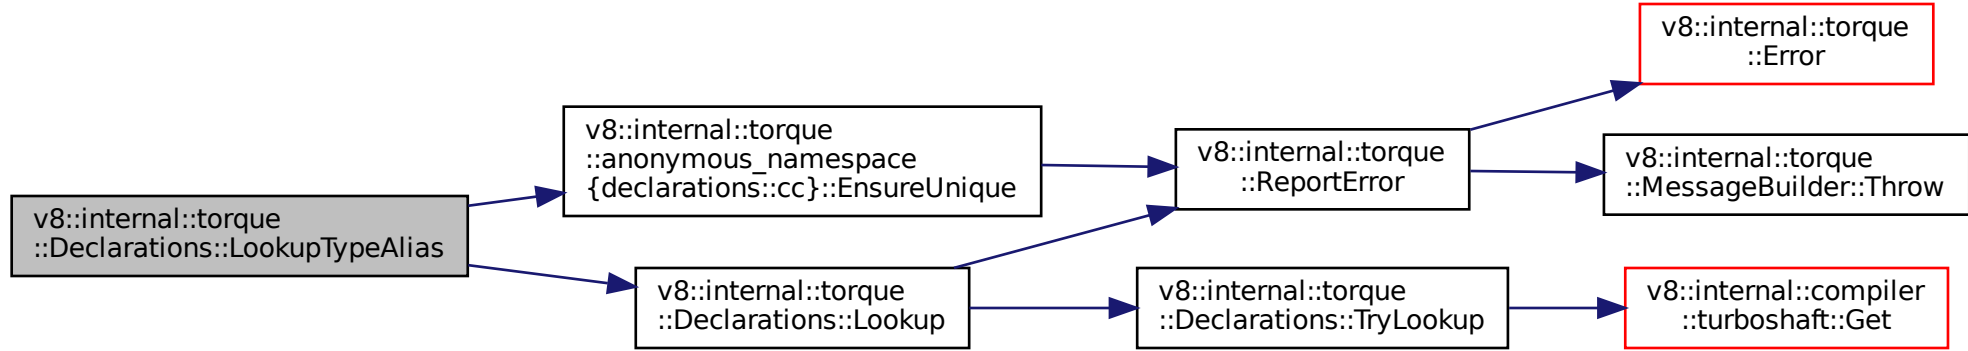 v8::internal::torque
::Declarations::LookupTypeAlias
v8::internal::torque
::anonymous_namespace
{declarations::cc}::EnsureUnique
v8::internal::torque
::Declarations::Lookup
v8::internal::torque
::ReportError
v8::internal::torque
::Declarations::TryLookup
v8::internal::torque
::Error
v8::internal::torque
::MessageBuilder::Throw
v8::internal::compiler
::turboshaft::Get